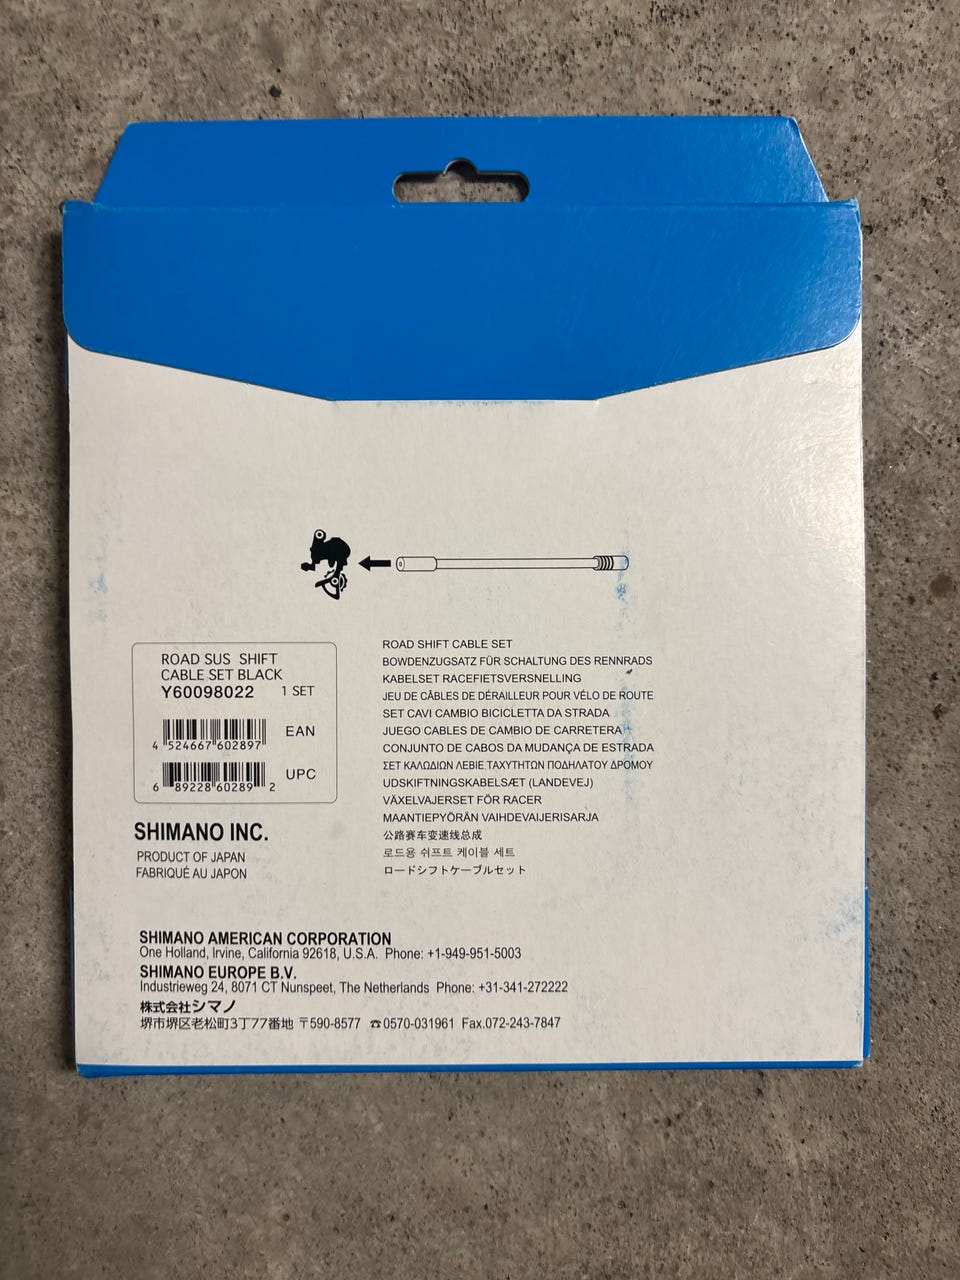 ROAD SUS SHIFT
CABLE SET BLACK
Y60098022 1 SET
4 524667 602897 EAN
6 89228 60289 2 UPC
SHIMANO INC.
PRODUCT OF JAPAN
FABRIQUÉ AU JAPON
ROAD SHIFT CABLE SET
BOWDENZUGSATZ FÜR SCHALTUNG DES RENNRADS
KABELSET RACEFIETSVERSNELLING
JEU DE CÂBLES DE DÉRAILLEUR POUR VÉLO DE ROUTE
SET CAVI CAMBIO BICICLETTA DA STRADA
JUEGO CABLES DE CAMBIO DE CARRETERA
CONJUNTO DE CABOS DA MUDANÇA DE ESTRADA
ΣΕΤ ΚΑΛΩΔΙΩΝ ΛΕΒΙΕ ΤΑΧΥΤΗΤΩΝ ΠΟΔΗΛΑΤΟΥ ΔΡΟΜΟΥ
UDSKIFTNINGSKABELSÆT (LANDEVEJ)
VÄXELVAJERSET FÖR RACER
MAANTIEPYÖRÄN VAIHDEVAIJERISARJA
公路赛车变速线总成
로드용 쉬프트 케이블 세트
ロードシフトケーブルセット
SHIMANO AMERICAN CORPORATION
One Holland, Irvine, California 92618, U.S.A. Phone: +1-949-951-5003
SHIMANO EUROPE B.V.
Industrieweg 24, 8071 CT Nunspeet, The Netherlands Phone: +31-341-272222
株式会社シマノ
堺市堺区老松町3丁77番地 〒590-8577 ☎0570-031961 Fax.072-243-7847